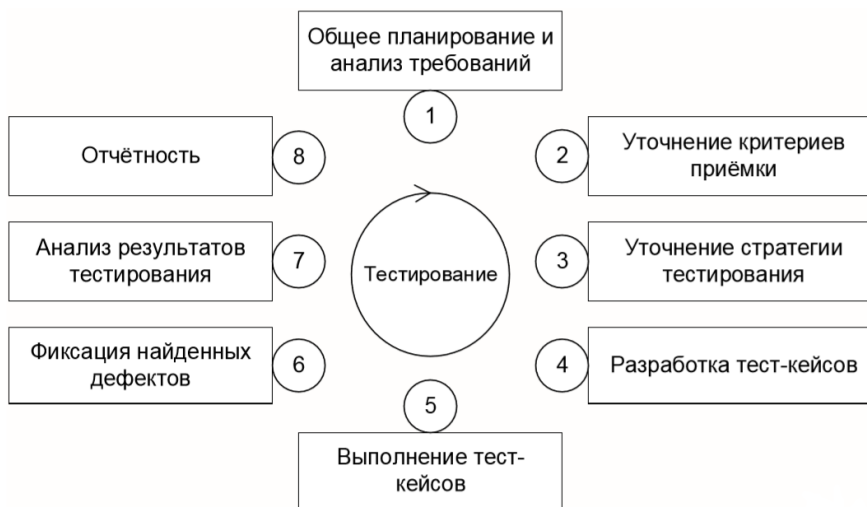 Общее планирование и
анализ требований
1
2
Уточнение критериев
приёмки
3
Уточнение стратегии
тестирования
4
Разработка тест-кейсов
5
Выполнение тест-
кейсов
6
Фиксация найденных
дефектов
7
Анализ результатов
тестирования
8
Отчётность
Тестирование